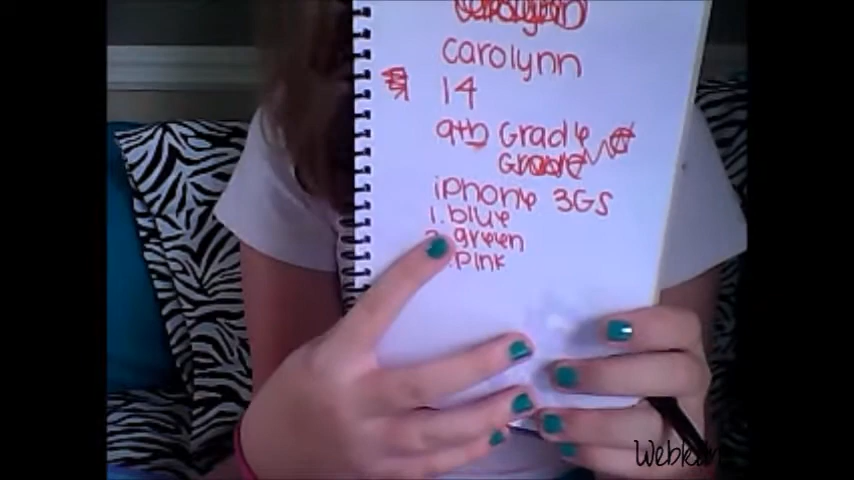 carolynn
14
9th Grade
iphone 3GS
1. blue
green
pink